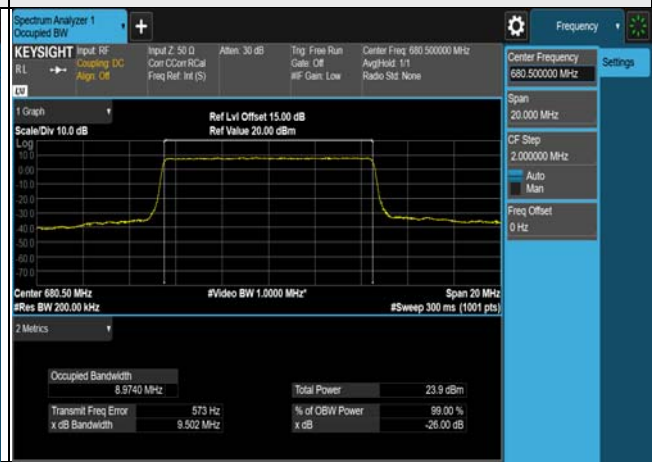 Spectrum Analyzer 1
Occupied BW
Frequency
KEYSIGHT
RL
LV
Input: RF
Coupling: DC
Align: Off
Input Z: 50 Ω
Corr CCorr RCal
Freq Ref: Int (S)
Atten: 30 dB
Trig: Free Run
Gate: Off
#IF Gain: Low
Center Freq: 680.500000 MHz
Avg|Hold: 1/1
Radio Std: None
Center Frequency
680.500000 MHz
Settings
Span
20.000 MHz
CF Step
2.000000 MHz
Auto
Man
Freq Offset
0 Hz
1 Graph
Scale/Div 10.0 dB
Ref Lvl Offset 15.00 dB
Ref Value 20.00 dBm
Log
10.0
0.00
-10.0
-20.0
-30.0
-40.0
-50.0
-60.0
-70.0
Center 680.50 MHz
#Video BW 1.0000 MHz*
Span 20 MHz
#Res BW 200.00 kHz
#Sweep 300 ms (1001 pts)
2 Metrics
Occupied Bandwidth
8.9740 MHz
Total Power 23.9 dBm
Transmit Freq Error 573 Hz
% of OBW Power 99.00 %
x dB Bandwidth 9.502 MHz
x dB -26.00 dB